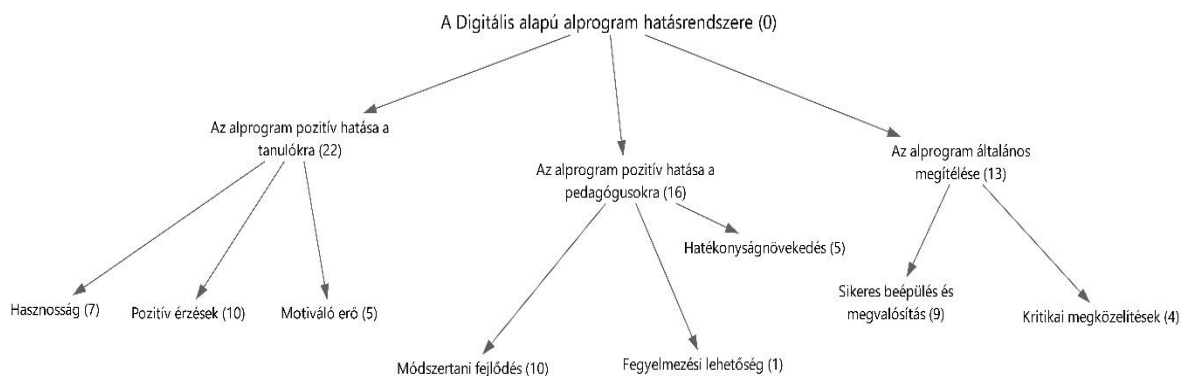 A Digitális alapú alprogram hatásrendszere (0)
Az alprogram pozitív hatása a
tanulókra (22)
Az alprogram pozitív hatása a
pedagógusokra (16)
Az alprogram általános
megítélése (13)
Hasznosság (7)
Pozitív érzések (10)
Motiváló erő (5)
Módszertani fejlődés (10)
Fegyelmezési lehetőség (1)
Hatékonyságnövekedés (5)
Sikeres beépülés és
megvalósítás (9)
Kritikai megközelítések (4)